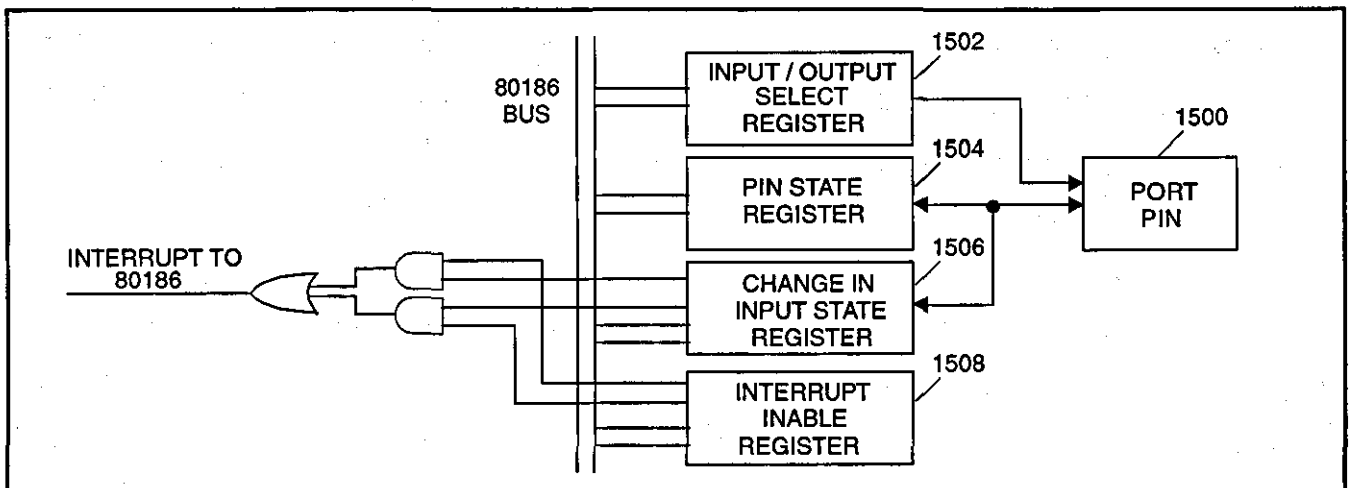 1502
INPUT / OUTPUT
SELECT
REGISTER
80186
BUS
1500
PORT
PIN
1504
PIN STATE
REGISTER
1506
INTERRUPT TO
80186
CHANGE IN
INPUT STATE
REGISTER
1508
INTERRUPT
INABLE
REGISTER